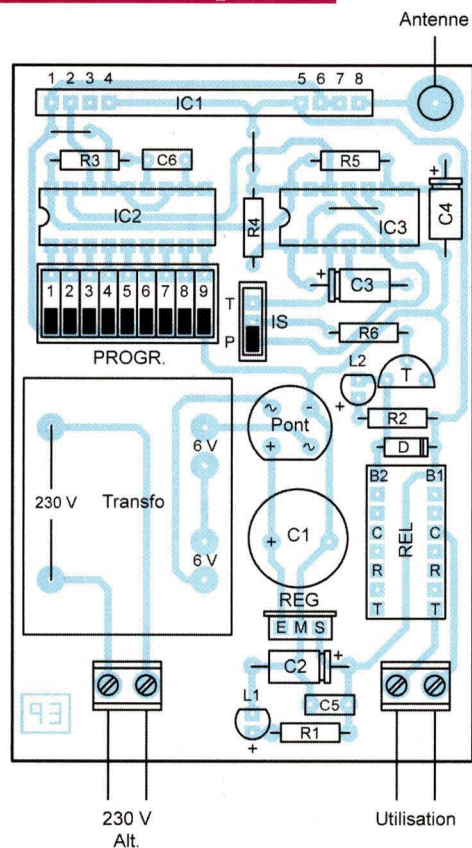 Antenne
1 2 3 4
5 6 7 8
IC1
R3
C6
R5
C4
+
IC2
R4
IC3
1 2 3 4 5 6 7 8 9
PROGR.
T
IS
P
+
C3
R6
L2
+
T
R2
D
~ -
Pont
+ ~
230 V
Transfo
6 V
6 V
+
C1
B2 B1
C
R
T
REL
C
R
T
REG
E M S
C2
+
L1
+
C5
R1
93
230 V
Alt.
Utilisation